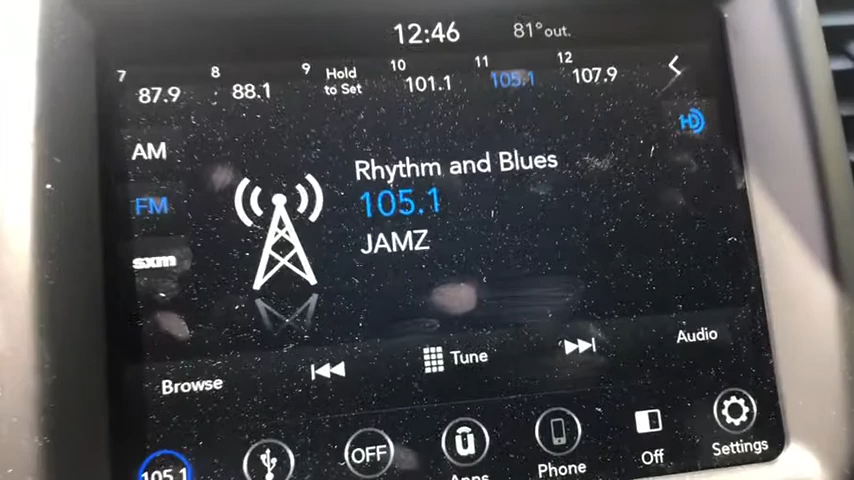 12:46 81° out.
7 87.9 8 88.1 9 Hold to Set 10 101.1 11 105.1 12 107.9
HD
AM
FM
sxm
Rhythm and Blues
105.1
JAMZ
Browse Tune Audio
105.1 OFF Apps Phone Off Settings